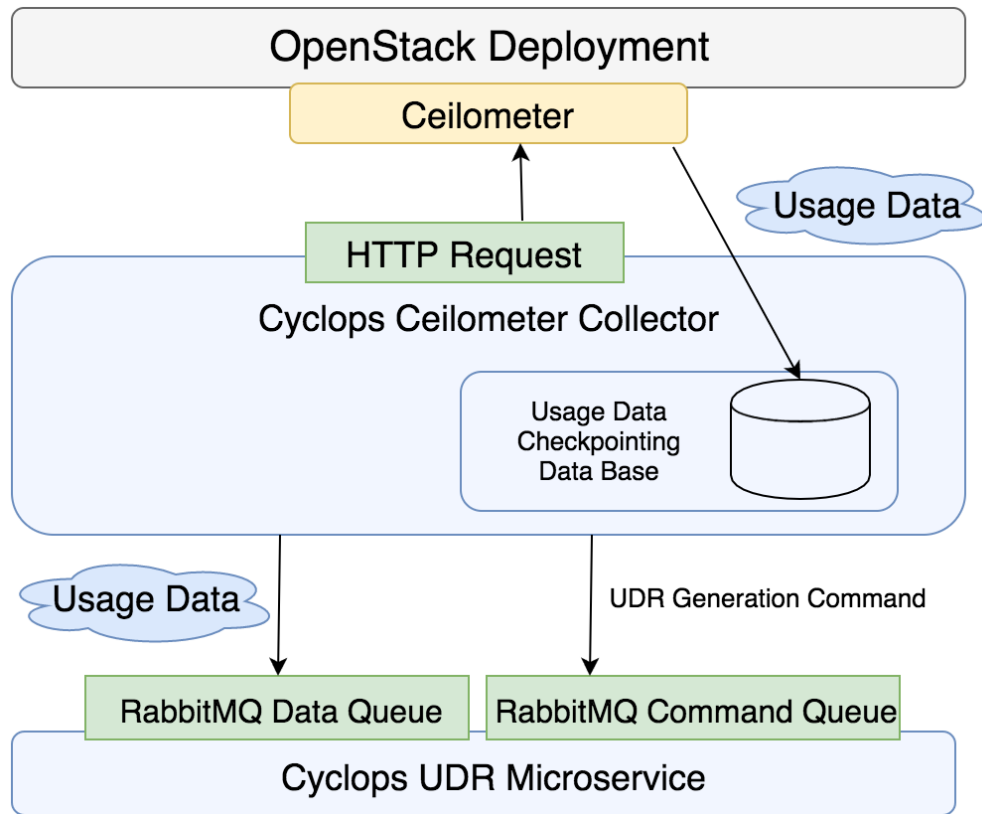 OpenStack Deployment
Ceilometer
Usage Data
HTTP Request
Cyclops Ceilometer Collector
Usage Data
Checkpointing
Data Base
Usage Data
UDR Generation Command
RabbitMQ Data Queue
RabbitMQ Command Queue
Cyclops UDR Microservice